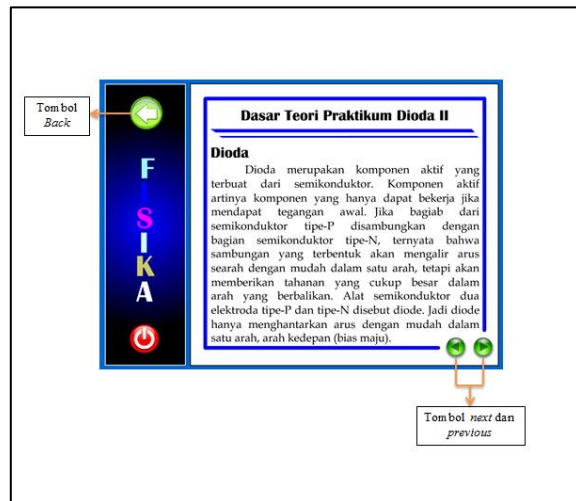 Tombol
Back
Dasar Teori Praktikum Dioda II
FISIKA
Dioda
Dioda merupakan komponen aktif yang
terbuat dari semikonduktor. Komponen aktif
artinya komponen yang hanya dapat bekerja jika
mendapat tegangan awal. Jika bagiab dari
semikonduktor tipe-P disambungkan dengan
bagian semikonduktor tipe-N, ternyata bahwa
sambungan yang terbentuk akan mengalir arus
searah dengan mudah dalam satu arah, tetapi akan
memberikan tahanan yang cukup besar dalam
arah yang berbalikan. Alat semikonduktor dua
elektroda tipe-P dan tipe-N disebut diode. Jadi diode
hanya menghantarkan arus dengan mudah dalam
satu arah, arah kedepan (bias maju).
Tombol next dan
previous